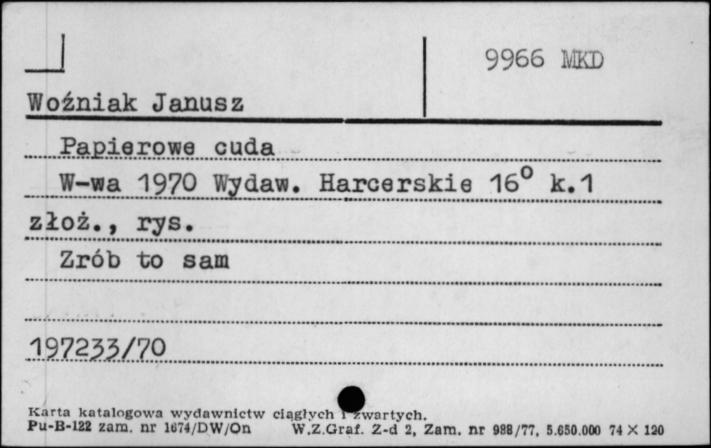 9966 MKD
Woźniak Janusz
Papierowe cuda
W-wa 1970 Wydaw. Harcerskie 16° k.1
złoż., rys.
Zrób to sam
197233/70
Karta katalogowa wydawnictw ciągłych i zwartych.
Pu-B-122 zam. nr 1674/DW/On W.Z.Graf. Z-d 2, Zam. nr 988/77, 5.650.000 74 × 120